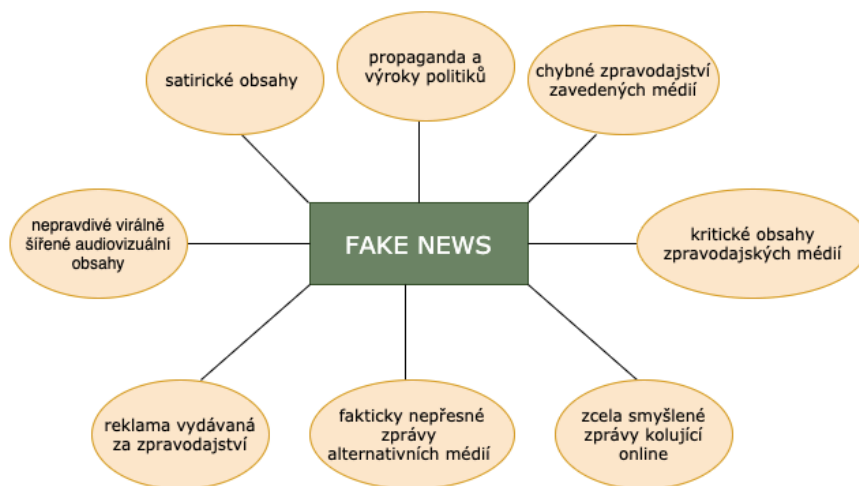 satirické obsahy
propaganda a
výroky politiků
chybné zpravodajství
zavedených médií
nepravdivé virálně
šířené audiovizuální
obsahy
FAKE NEWS
kritické obsahy
zpravodajských médií
reklama vydávaná
za zpravodajství
fakticky nepřesné
zprávy
alternativních médií
zcela smyšlené
zprávy kolující
online